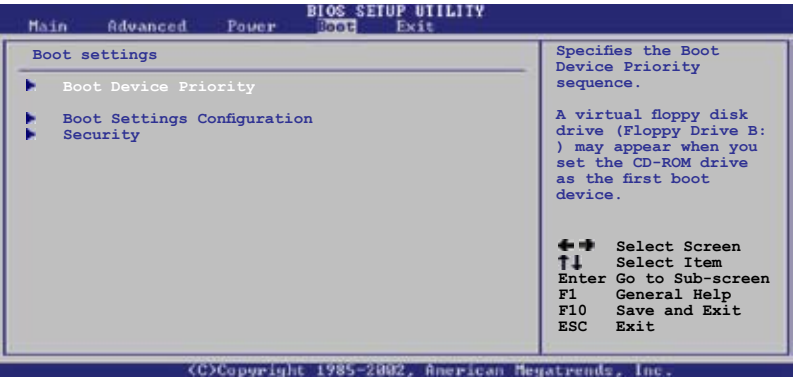 BIOS SETUP UTILITY
Main Advanced Power Boot Exit
Boot settings
Boot Device Priority
Boot Settings Configuration
Security
Specifies the Boot
Device Priority
sequence.
A virtual floppy disk
drive (Floppy Drive B:
) may appear when you
set the CD-ROM drive
as the first boot
device.
Select Screen
↑↓ Select Item
Enter Go to Sub-screen
F1 General Help
F10 Save and Exit
ESC Exit
(C)Copyright 1985-2002, American Megatrends, Inc.